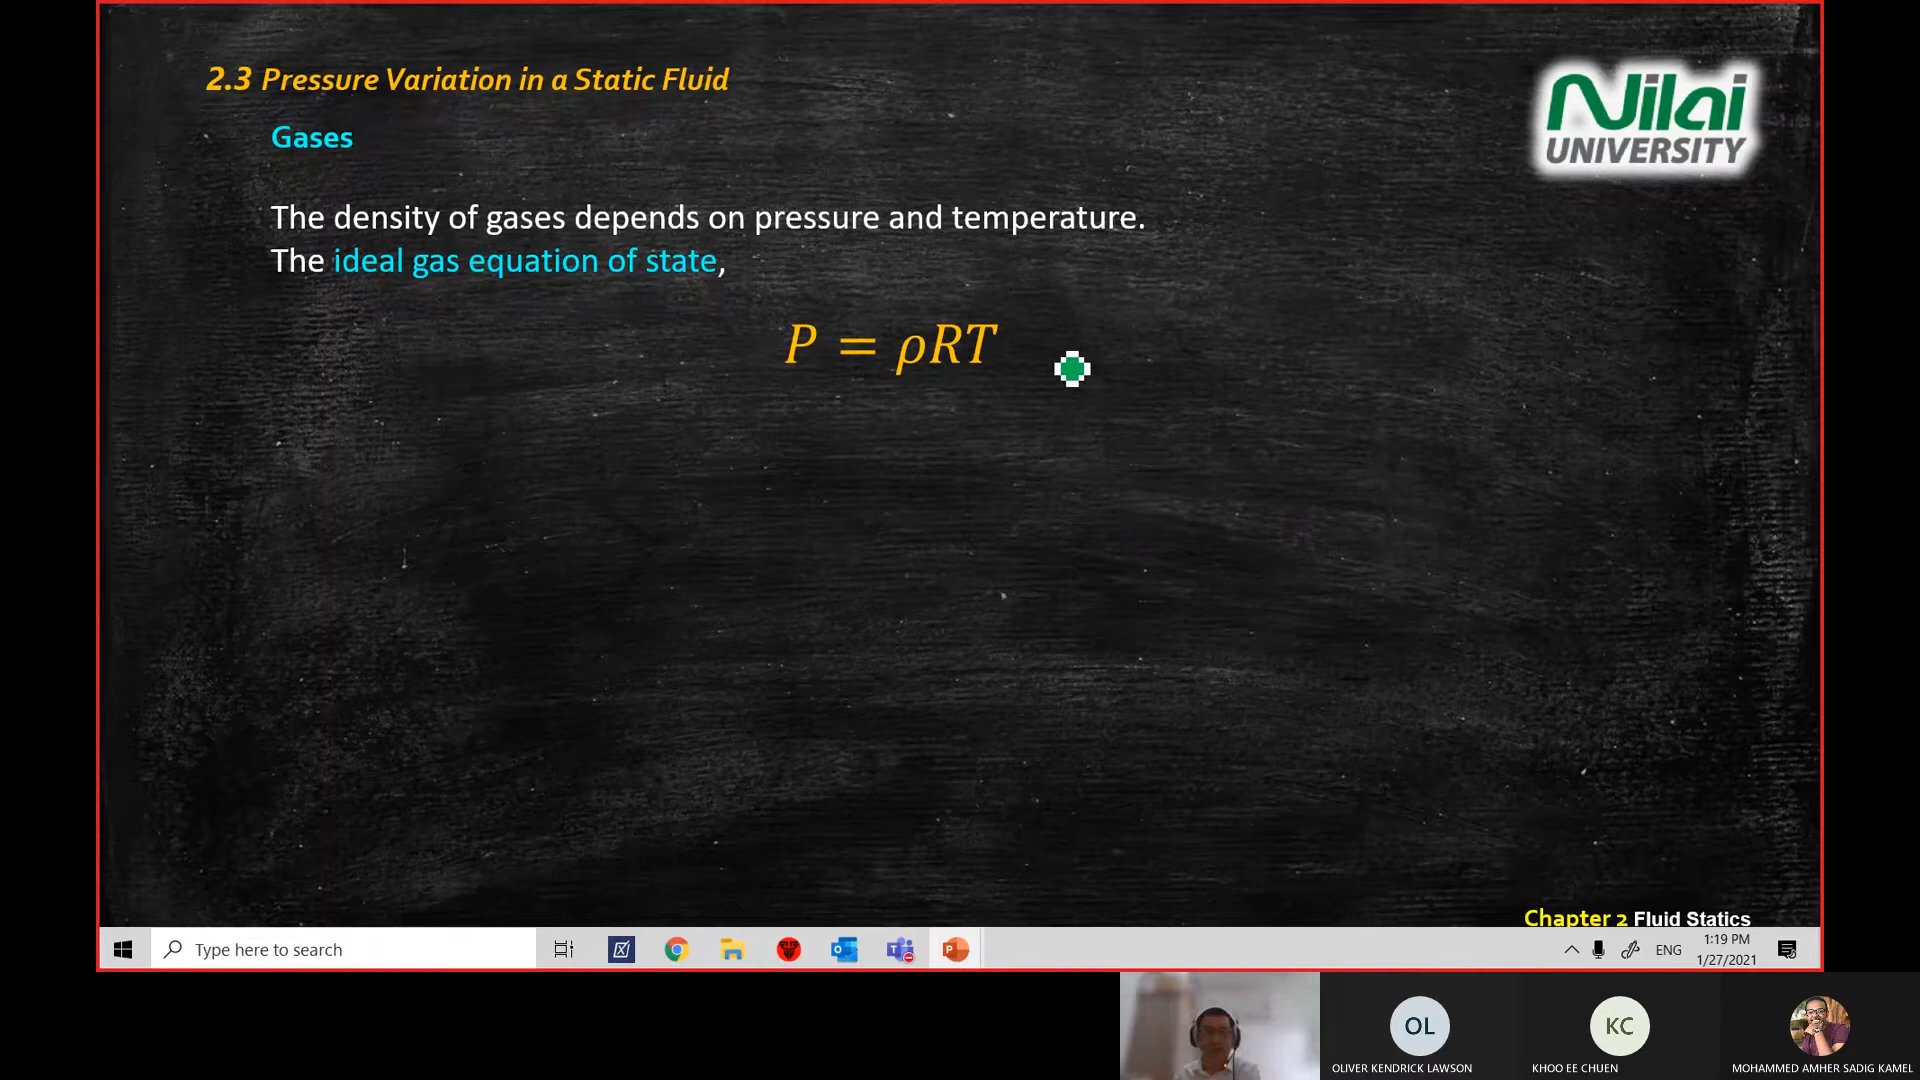 2.3 Pressure Variation in a Static Fluid
Nilai
UNIVERSITY
Gases
The density of gases depends on pressure and temperature.
The ideal gas equation of state,
P = ρRT
Chapter 2 Fluid Statics
Type here to search
ENG
1:19 PM
1/27/2021
OL
KC
OLIVER KENDRICK LAWSON
KHOO EE CHUEN
MOHAMMED AMHER SADIG KAMEL